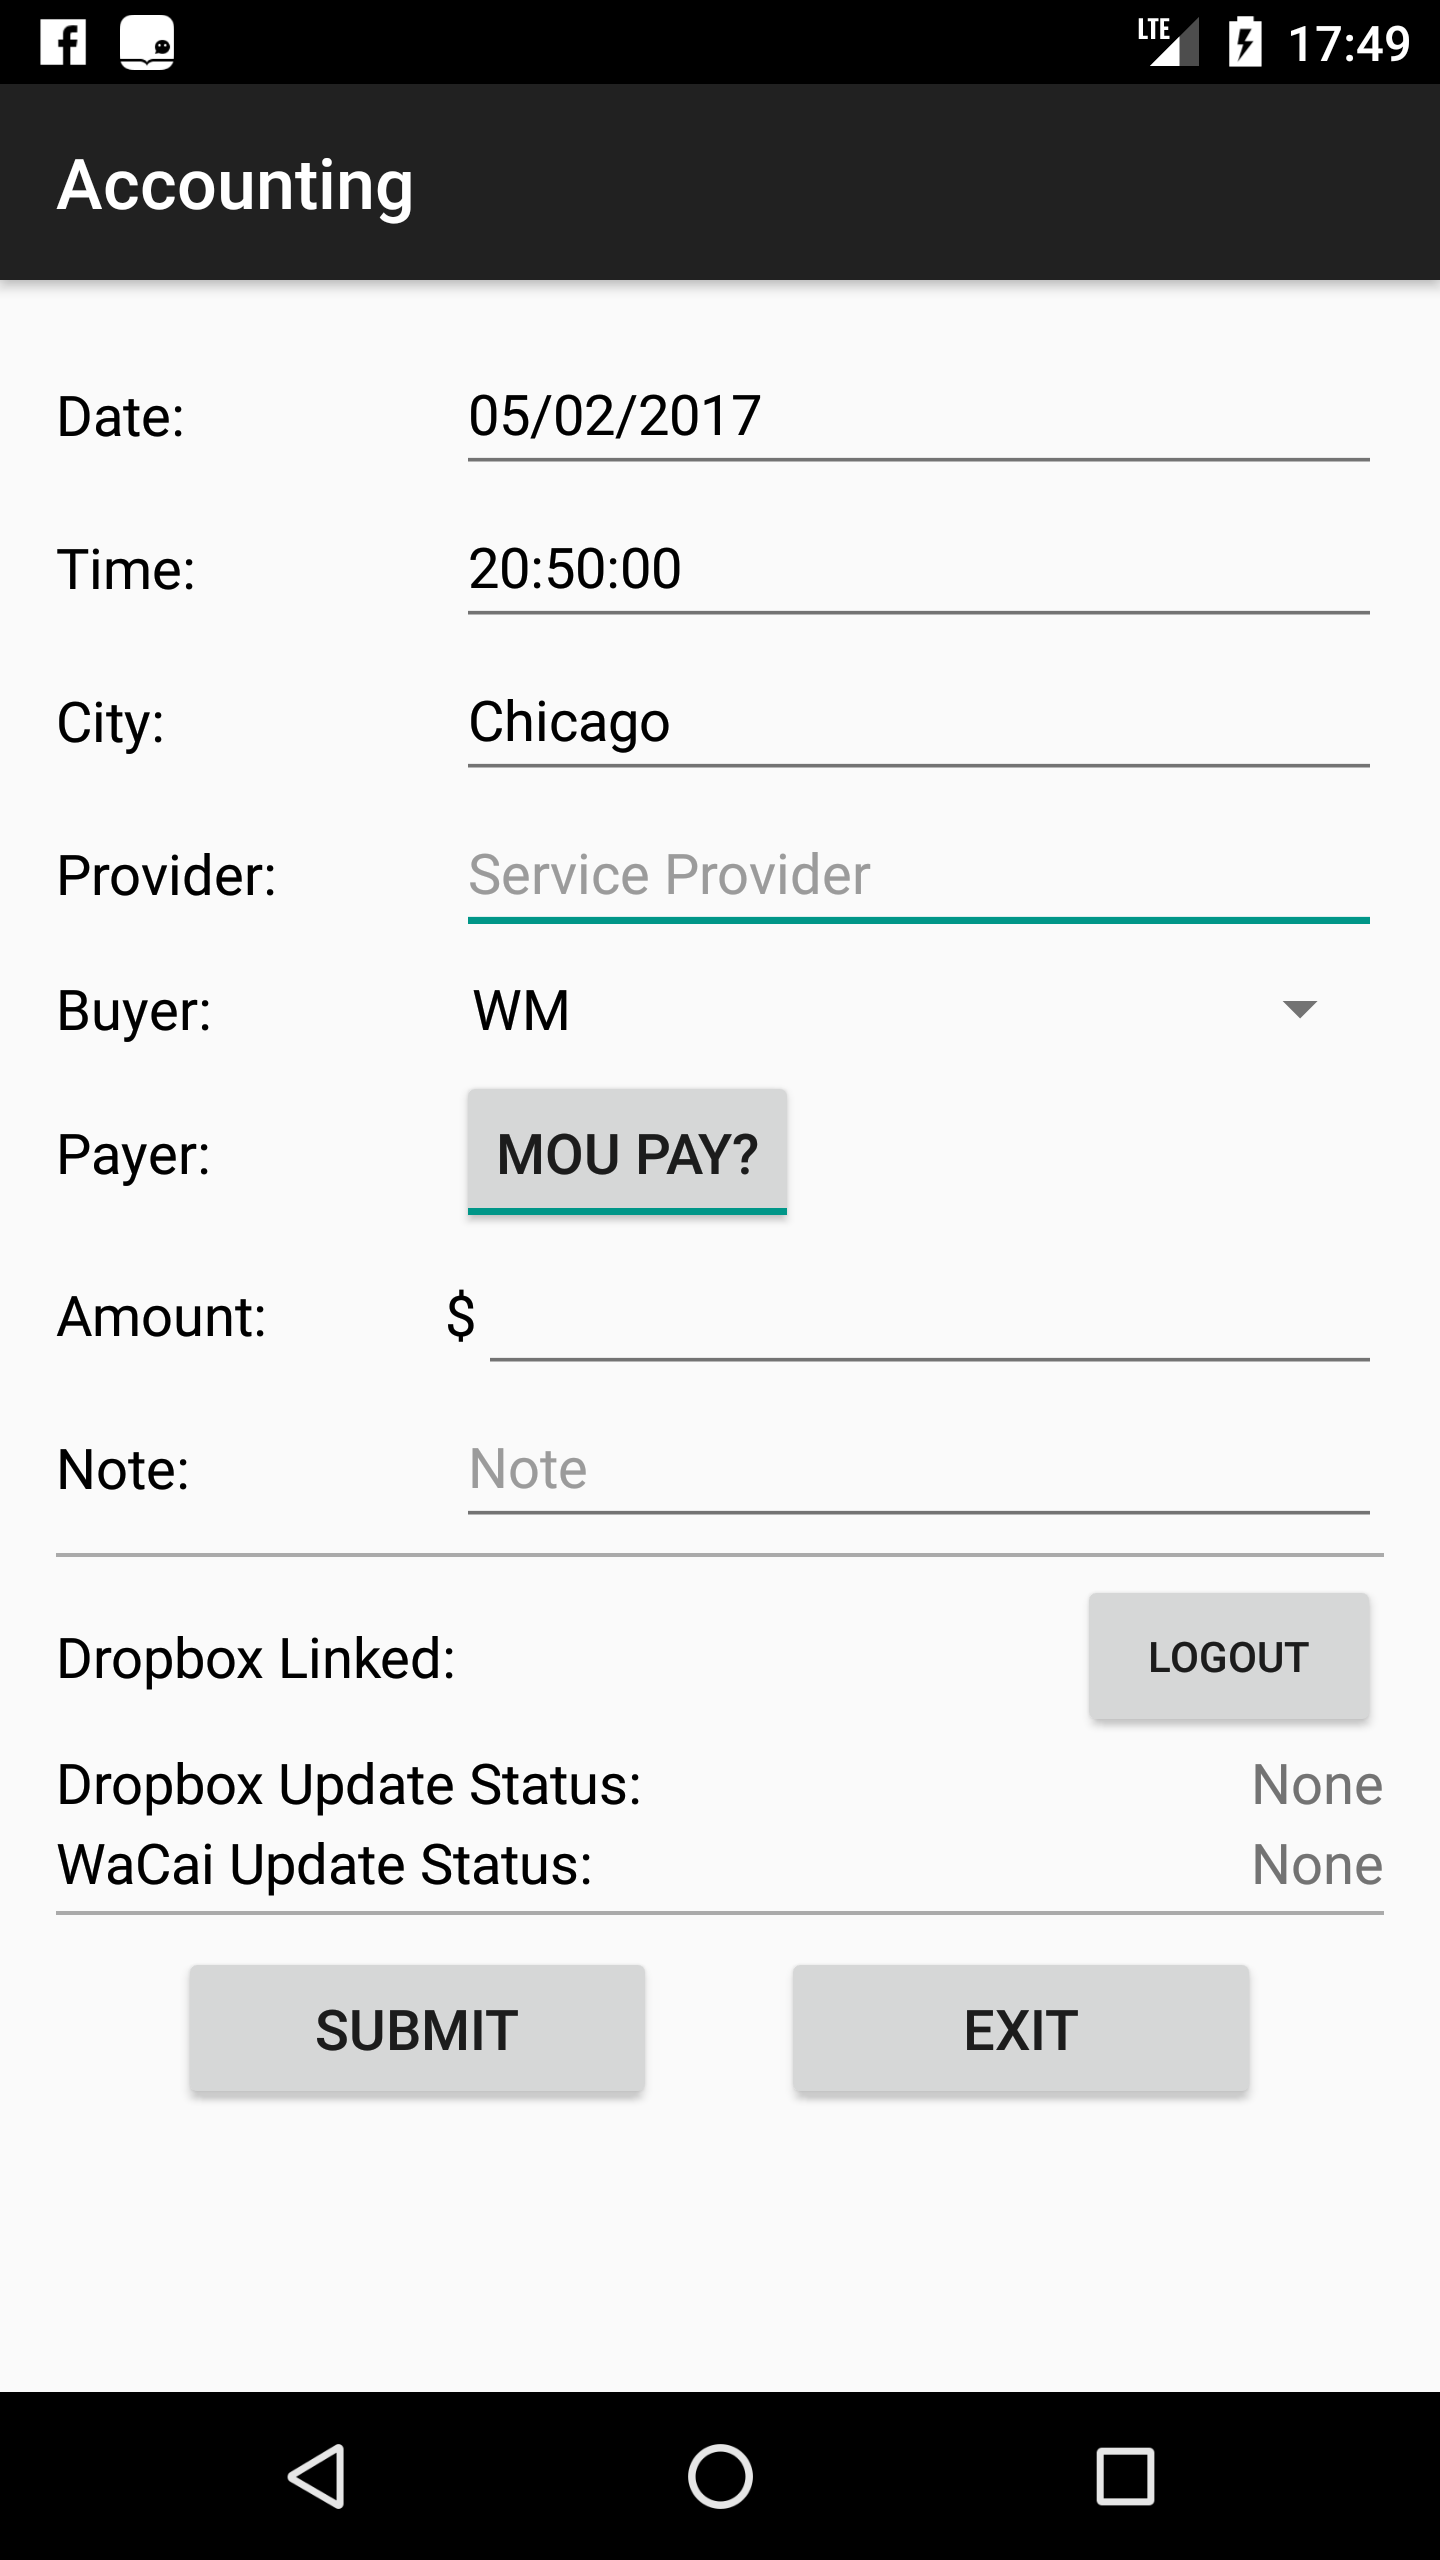 LTE 17:49
Accounting
Date: 05/02/2017
Time: 20:50:00
City: Chicago
Provider: Service Provider
Buyer: WM
Payer: MOU PAY?
Amount: $
Note: Note
Dropbox Linked: LOGOUT
Dropbox Update Status: None
WaCai Update Status: None
SUBMIT EXIT